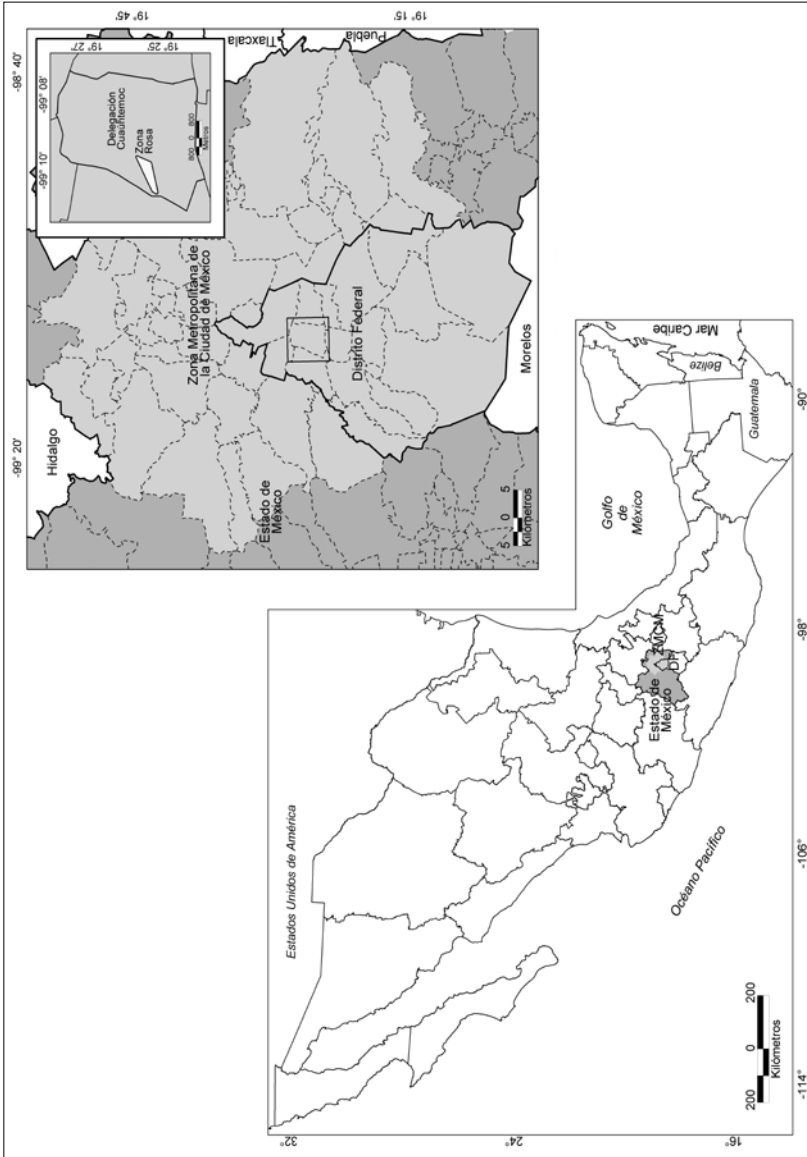 -99° 20'
-98° 40'
19° 45'
19° 15'
Hidalgo
Tlaxcala
Puebla
Zona Metropolitana de
la Ciudad de México
Estado de
México
Distrito Federal
Morelos
5 0 5
Kilómetros
-99° 10'
-99° 08'
19° 27'
19° 25'
Delegación
Cuaúhtemoc
Zona
Rosa
800 0 800
Metros
Estados Unidos de América
Golfo
de
México
Mar Caribe
Belize
Guatemala
Océano Pacífico
Estado de
México
ZMCM
DF
32°
24°
16°
-114°
-106°
-98°
-90°
200 0 200
Kilómetros